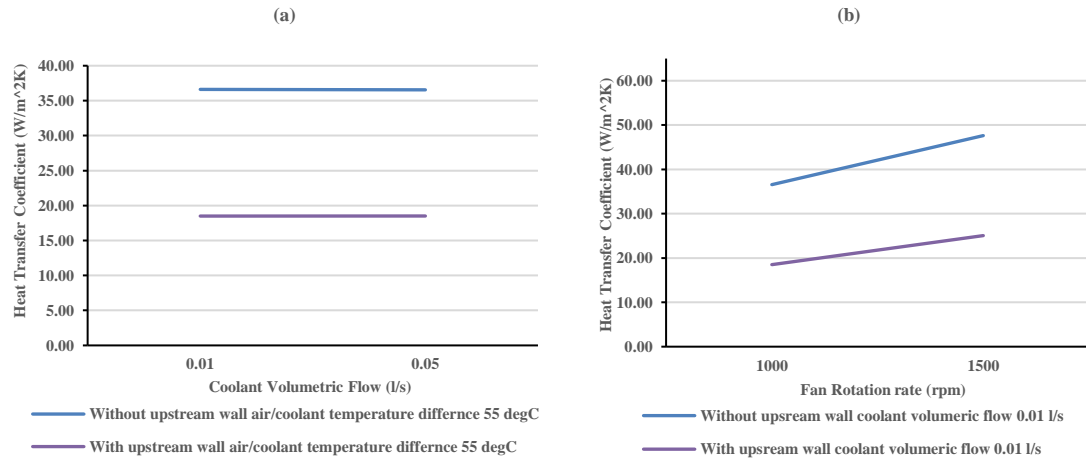 (a)
Heat Transfer Coefficient (W/m^2K)
40.00
35.00
30.00
25.00
20.00
15.00
10.00
5.00
0.00
0.01 0.05
Coolant Volumetric Flow (l/s)
Without upstream wall air/coolant temperature differnce 55 degC
With upstream wall air/coolant temperature differnce 55 degC
(b)
Heat Transfer Coefficient (W/m^2K)
60.00
50.00
40.00
30.00
20.00
10.00
0.00
1000 1500
Fan Rotation rate (rpm)
Without upsream wall coolant volumeric flow 0.01 l/s
With upsream wall coolant volumeric flow 0.01 l/s